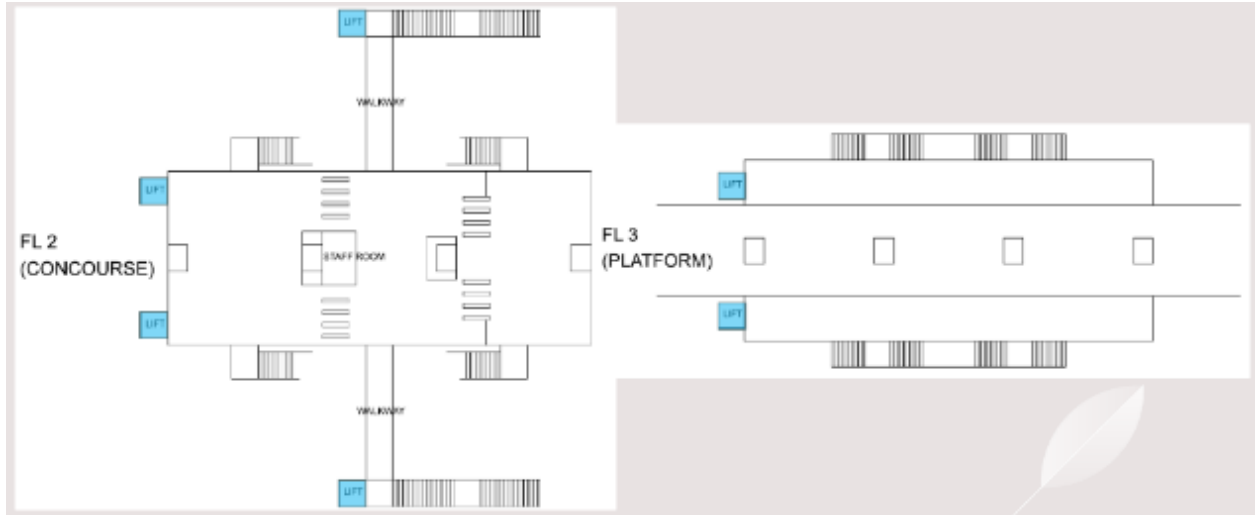 LIFT
WALKWAY
LIFT
FL 2
(CONCOURSE)
STAFF ROOM
LIFT
WALKWAY
LIFT
LIFT
FL 3
(PLATFORM)
LIFT